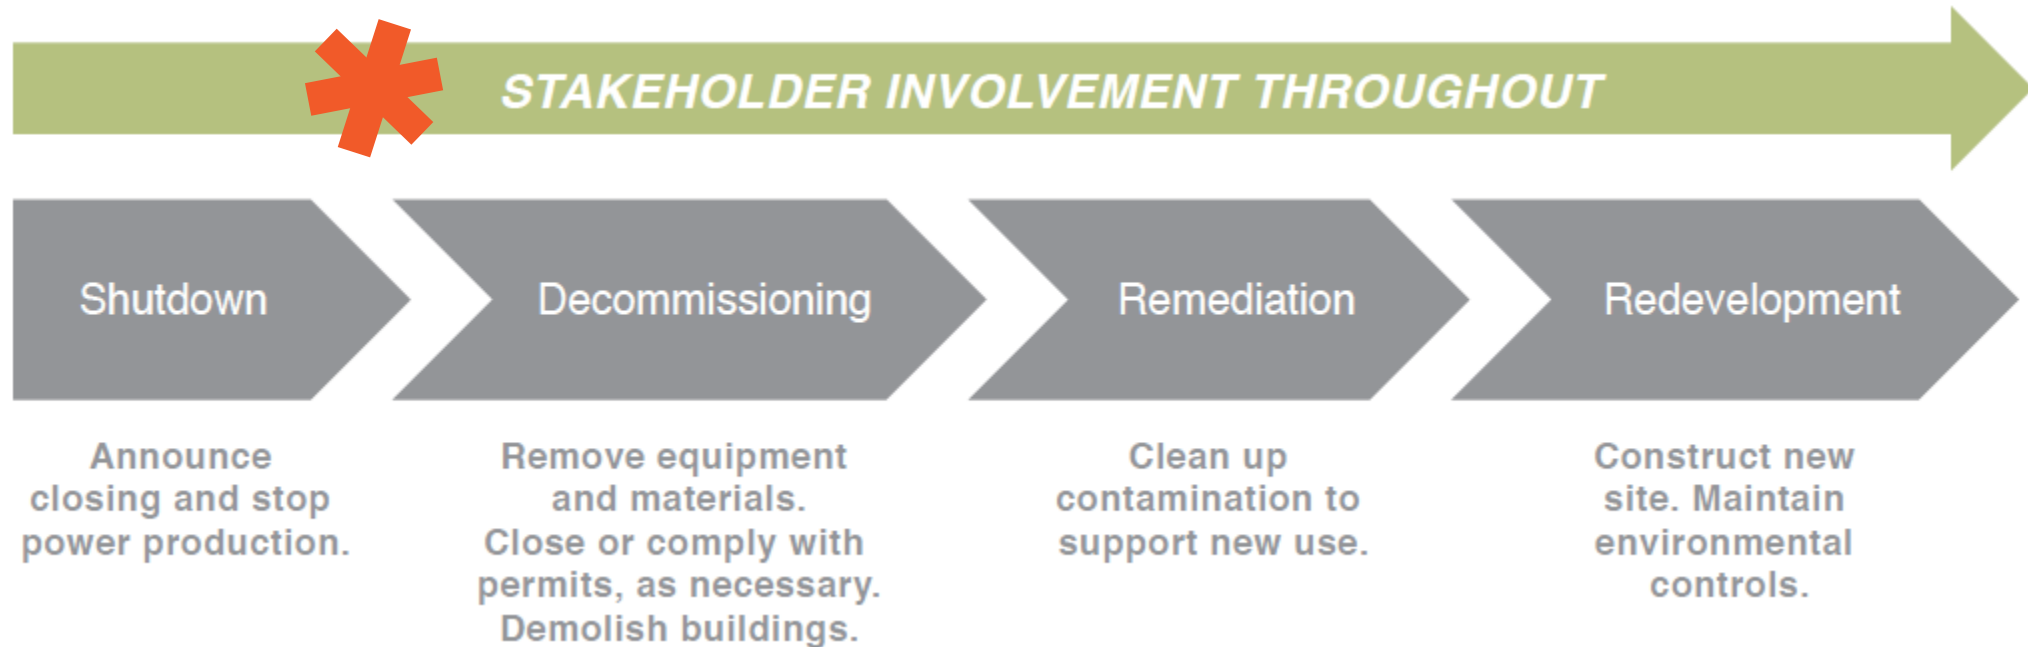 STAKEHOLDER INVOLVEMENT THROUGHOUT
Shutdown
Decommissioning
Remediation
Redevelopment
Announce
closing and stop
power production.
Remove equipment
and materials.
Close or comply with
permits, as necessary.
Demolish buildings.
Clean up
contamination to
support new use.
Construct new
site. Maintain
environmental
controls.